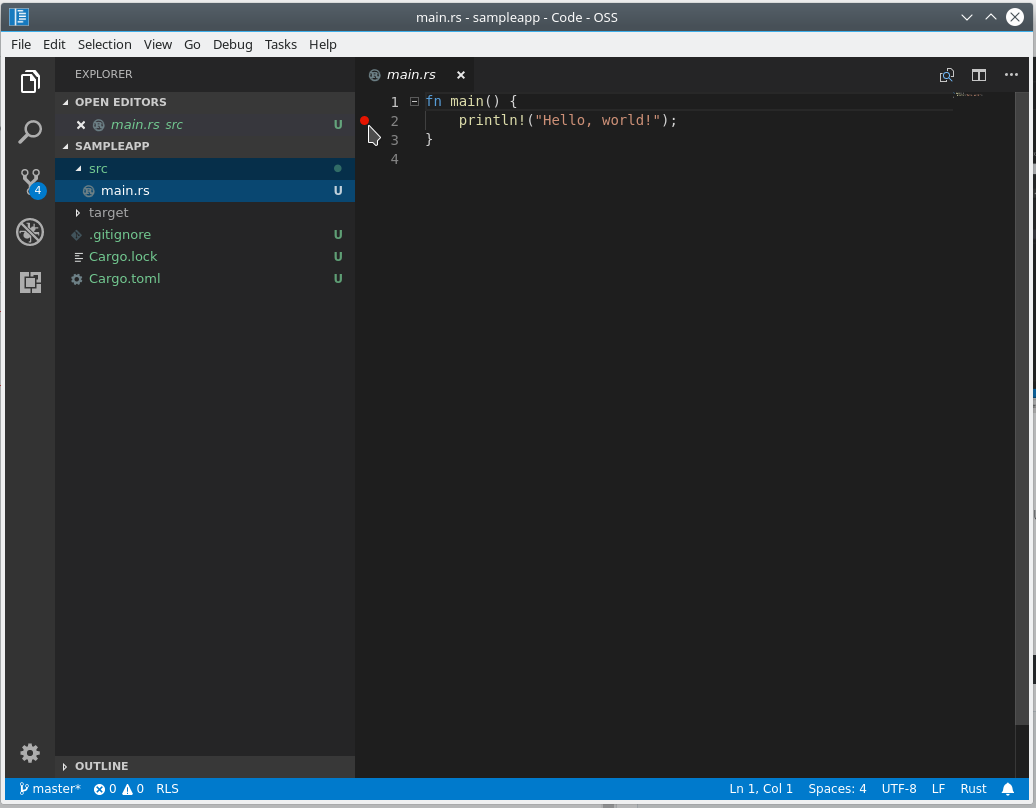 main.rs - sampleapp - Code - OSS
File Edit Selection View Go Debug Tasks Help
EXPLORER
OPEN EDITORS
main.rs src U
SAMPLEAPP
src
main.rs U
target
.gitignore U
Cargo.lock U
Cargo.toml U
OUTLINE
4
main.rs
1 fn main() {
2 println!("Hello, world!");
3 }
4
master* 0 0 RLS
Ln 1, Col 1 Spaces: 4 UTF-8 LF Rust